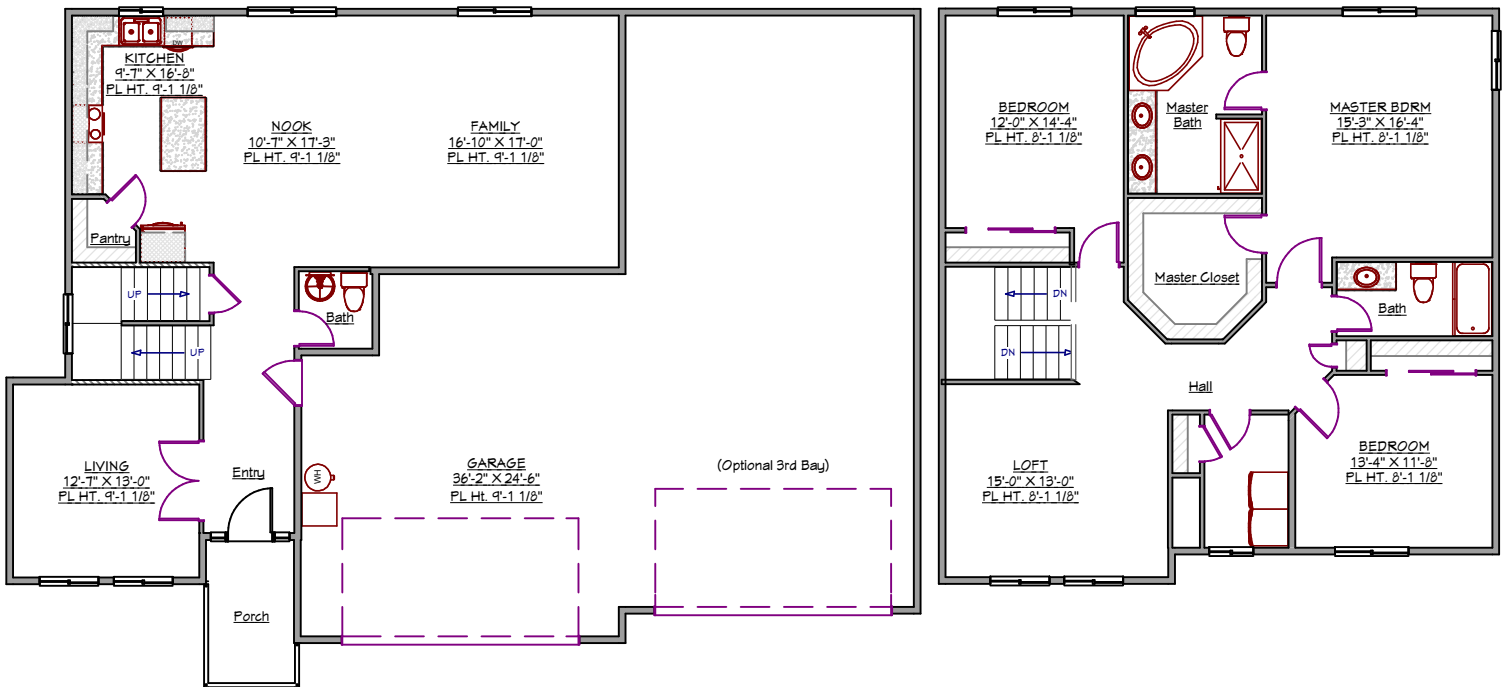 DW
KITCHEN
9'-7" X 16'-8"
PL HT. 9'-1 1/8"
NOOK
10'-7" X 17'-3"
PL HT. 9'-1 1/8"
FAMILY
16'-10" X 17'-0"
PL HT. 9'-1 1/8"
Pantry
UP
UP
Bath
LIVING
12'-7" X 13'-0"
PL HT. 9'-1 1/8"
Entry
WH
GARAGE
36'-2" X 24'-6"
PL Ht. 9'-1 1/8"
(Optional 3rd Bay)
Porch
BEDROOM
12'-0" X 14'-4"
PL HT. 8'-1 1/8"
Master
Bath
MASTER BDRM
15'-3" X 16'-4"
PL HT. 8'-1 1/8"
Master Closet
DN
DN
Bath
Hall
LOFT
15'-0" X 13'-0"
PL HT. 8'-1 1/8"
BEDROOM
13'-4" X 11'-8"
PL HT. 8'-1 1/8"